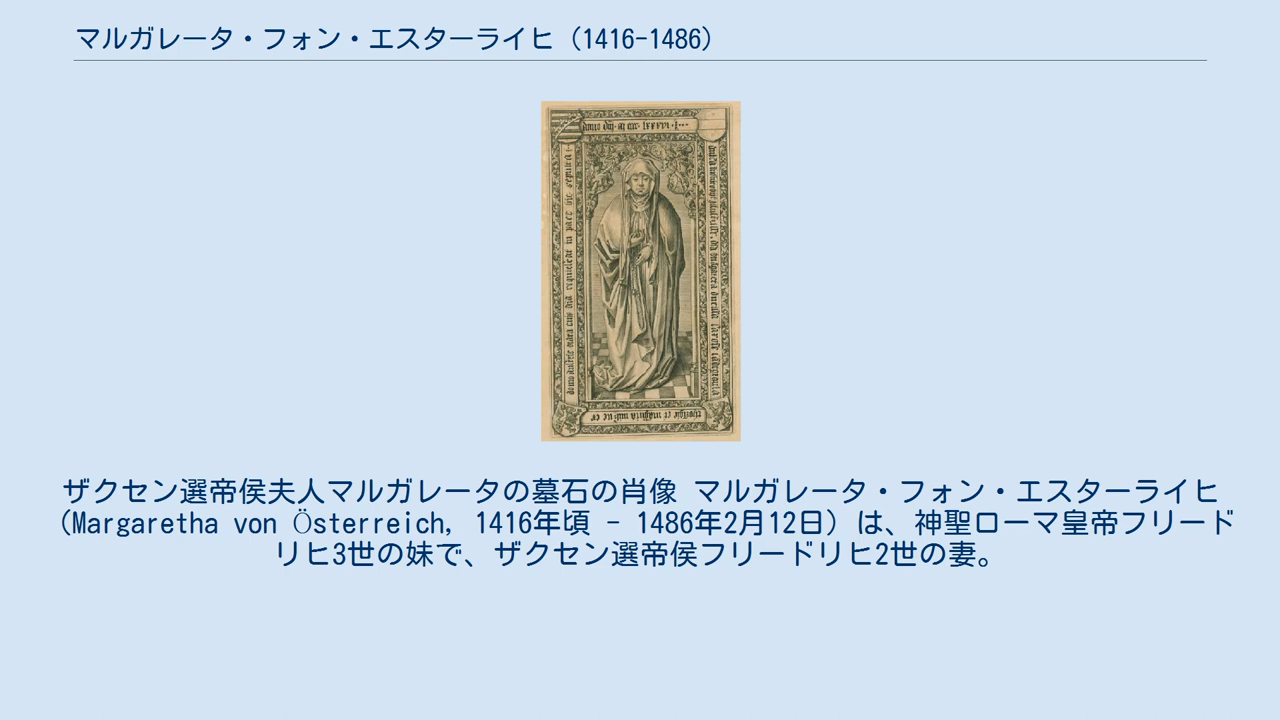 マルガレータ・フォン・エスターライヒ (1416-1486)
ザクセン選帝侯夫人マルガレータの墓石の肖像 マルガレータ・フォン・エスターライヒ
(Margaretha von Österreich, 1416年頃 - 1486年2月12日) は、神聖ローマ皇帝フリード
リヒ3世の妹で、ザクセン選帝侯フリードリヒ2世の妻。